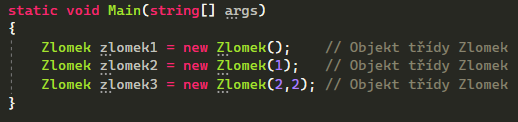 static void Main(string[] args)
{
    Zlomek zlomek1 = new Zlomek();    // Objekt třídy Zlomek
    Zlomek zlomek2 = new Zlomek(1);   // Objekt třídy Zlomek
    Zlomek zlomek3 = new Zlomek(2,2); // Objekt třídy Zlomek
}